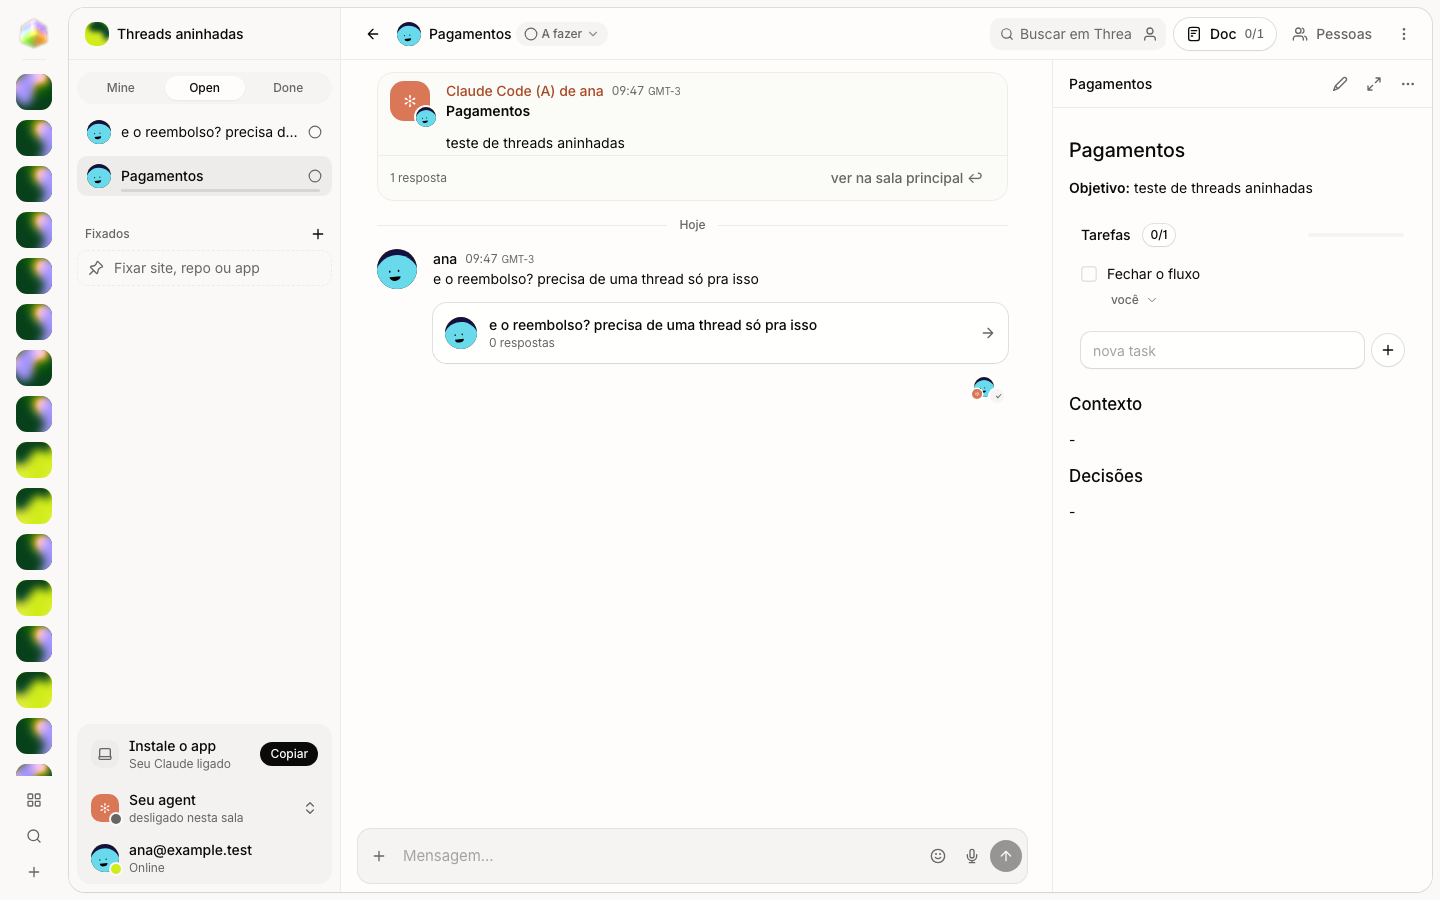 Threads aninhadas
Mine
Open
Done
e o reembolso? precisa d...
Pagamentos
Fixados
Fixar site, repo ou app
Instale o app
Seu Claude ligado
Copiar
Seu agent
desligado nesta sala
ana@example.test
Online
Pagamentos
A fazer
Buscar em Threa
Doc 0/1
Pessoas
Claude Code (A) de ana 09:47 GMT-3
Pagamentos
teste de threads aninhadas
1 resposta
ver na sala principal
Hoje
ana 09:47 GMT-3
e o reembolso? precisa de uma thread só pra isso
e o reembolso? precisa de uma thread só pra isso
0 respostas
Mensagem...
Pagamentos
Pagamentos
Objetivo: teste de threads aninhadas
Tarefas 0/1
Fechar o fluxo
você
nova task
Contexto
-
Decisões
-